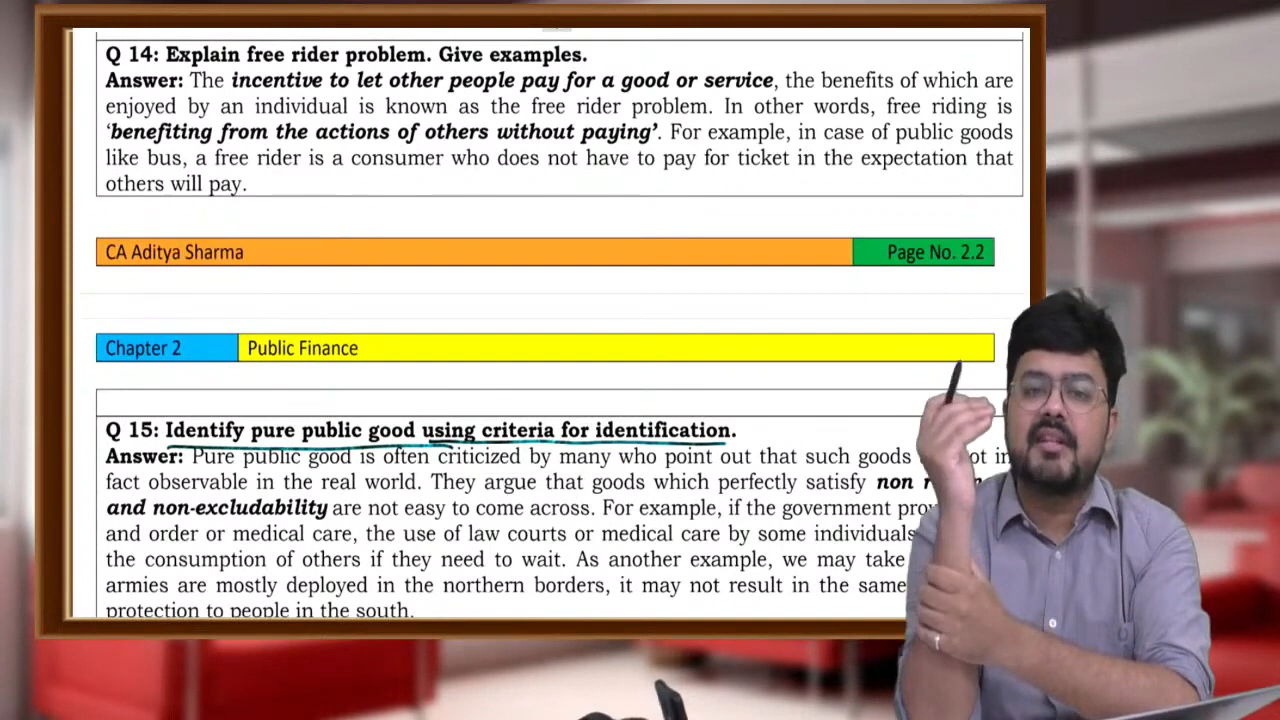 Q 14: Explain free rider problem. Give examples.
Answer: The incentive to let other people pay for a good or service, the benefits of which are
enjoyed by an individual is known as the free rider problem. In other words, free riding is
‘benefiting from the actions of others without paying’. For example, in case of public goods
like bus, a free rider is a consumer who does not have to pay for ticket in the expectation that
others will pay.
CA Aditya Sharma
Page No. 2.2
Chapter 2
Public Finance
Q 15: Identify pure public good using criteria for identification.
Answer: Pure public good is often criticized by many who point out that such goods
fact observable in the real world. They argue that goods which perfectly satisfy non
and non-excludability are not easy to come across. For example, if the government
and order or medical care, the use of law courts or medical care by some individuals
the consumption of others if they need to wait. As another example, we may take
armies are mostly deployed in the northern borders, it may not result in the same
protection to people in the south.